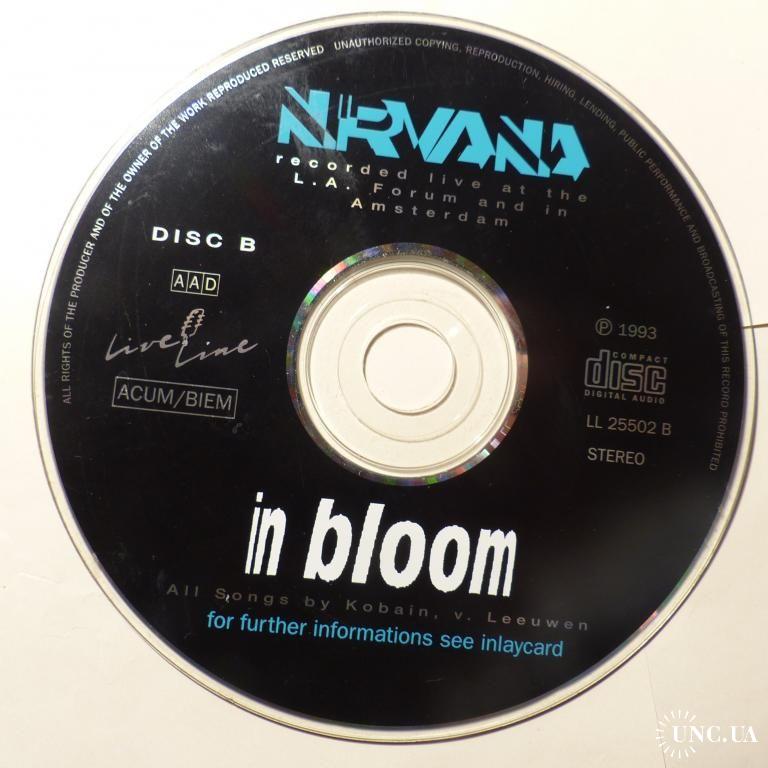 ALL RIGHTS OF THE PRODUCER AND OF THE OWNER OF THE WORK REPRODUCED RESERVED UNAUTHORIZED COPYING, REPRODUCTION, HIRING, LENDING, PUBLIC PERFORMANCE AND BROADCASTING OF THIS RECORD PROHIBITED
NIRVANA
recorded live at the
L.A. Forum and in
Amsterdam
DISC B
AAD
Live Line
ACUM/BIEM
℗ 1993
COMPACT
disc
DIGITAL AUDIO
LL 25502 B
STEREO
in bloom
All Songs by Kobain, v. Leeuwen
for further informations see inlaycard
UNC.UA